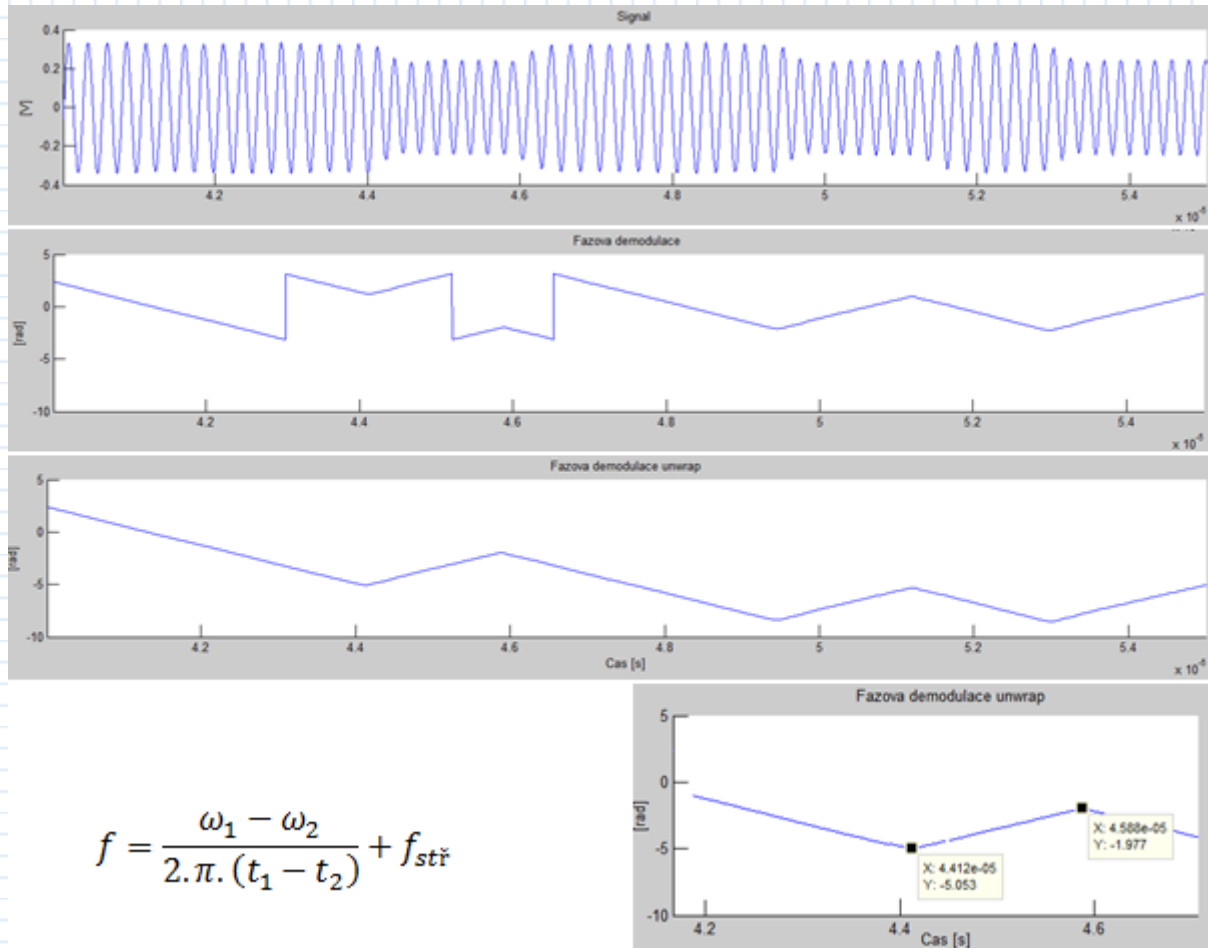 Signal
0.4
0.2
0
-0.2
-0.4
[V]
4.2 4.4 4.6 4.8 5 5.2 5.4
x 10⁻⁵
Fazova demodulace
5
0
-5
-10
[rad]
4.2 4.4 4.6 4.8 5 5.2 5.4
x 10⁻⁵
Fazova demodulace unwrap
5
0
-5
-10
[rad]
4.2 4.4 4.6 4.8 5 5.2 5.4
Cas [s]
x 10⁻⁵
f = (ω₁ − ω₂) / (2.π.(t₁ − t₂)) + f_stř
Fazova demodulace unwrap
5
0
-5
-10
[rad]
X: 4.412e-05
Y: -5.053
X: 4.588e-05
Y: -1.977
4.2 4.4 4.6
Cas [s]